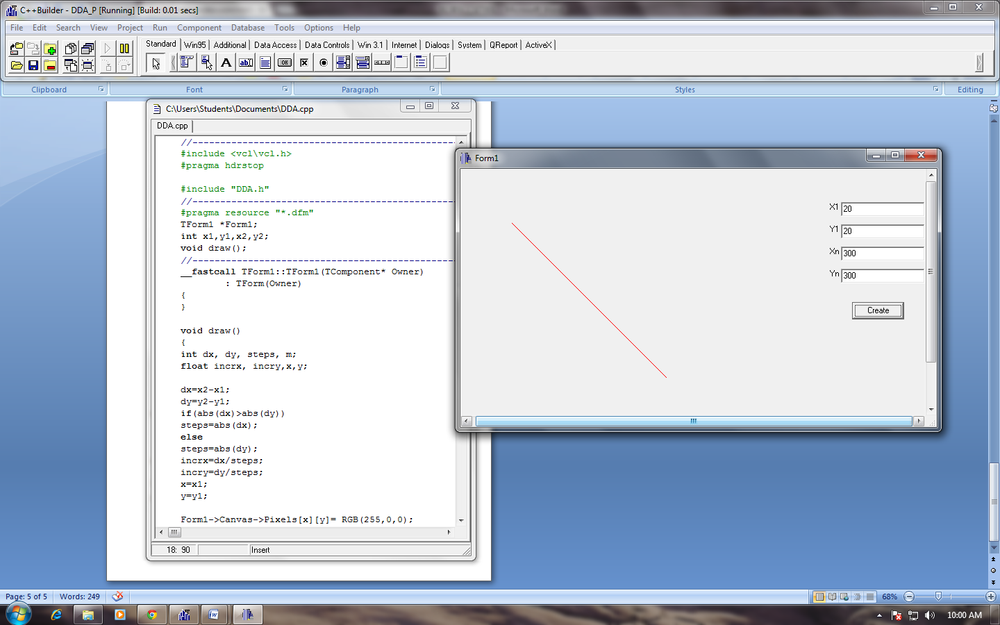 C++Builder - DDA_P [Running] [Build: 0.01 secs]
File Edit Search View Project Run Component Database Tools Options Help
Standard Win95 Additional Data Access Data Controls Win 3.1 Internet Dialogs System QReport ActiveX
A ab OK
Clipboard Font Paragraph Styles Editing
C:\Users\Students\Documents\DDA.cpp
DDA.cpp
//------------------------------------------------
#include <vcl\vcl.h>
#pragma hdrstop
#include "DDA.h"
//------------------------------------------------
#pragma resource "*.dfm"
TForm1 *Form1;
int x1,y1,x2,y2;
void draw();
//------------------------------------------------
__fastcall TForm1::TForm1(TComponent* Owner)
: TForm(Owner)
{
}
void draw()
{
int dx, dy, steps, m;
float incrx, incry,x,y;
dx=x2-x1;
dy=y2-y1;
if(abs(dx)>abs(dy))
steps=abs(dx);
else
steps=abs(dy);
incrx=dx/steps;
incry=dy/steps;
x=x1;
y=y1;
Form1->Canvas->Pixels[x][y]= RGB(255,0,0);
18: 90 Insert
Form1
X1 20
Y1 20
Xn 300
Yn 300
Create
Page: 5 of 5 Words: 249 68%
10:00 AM